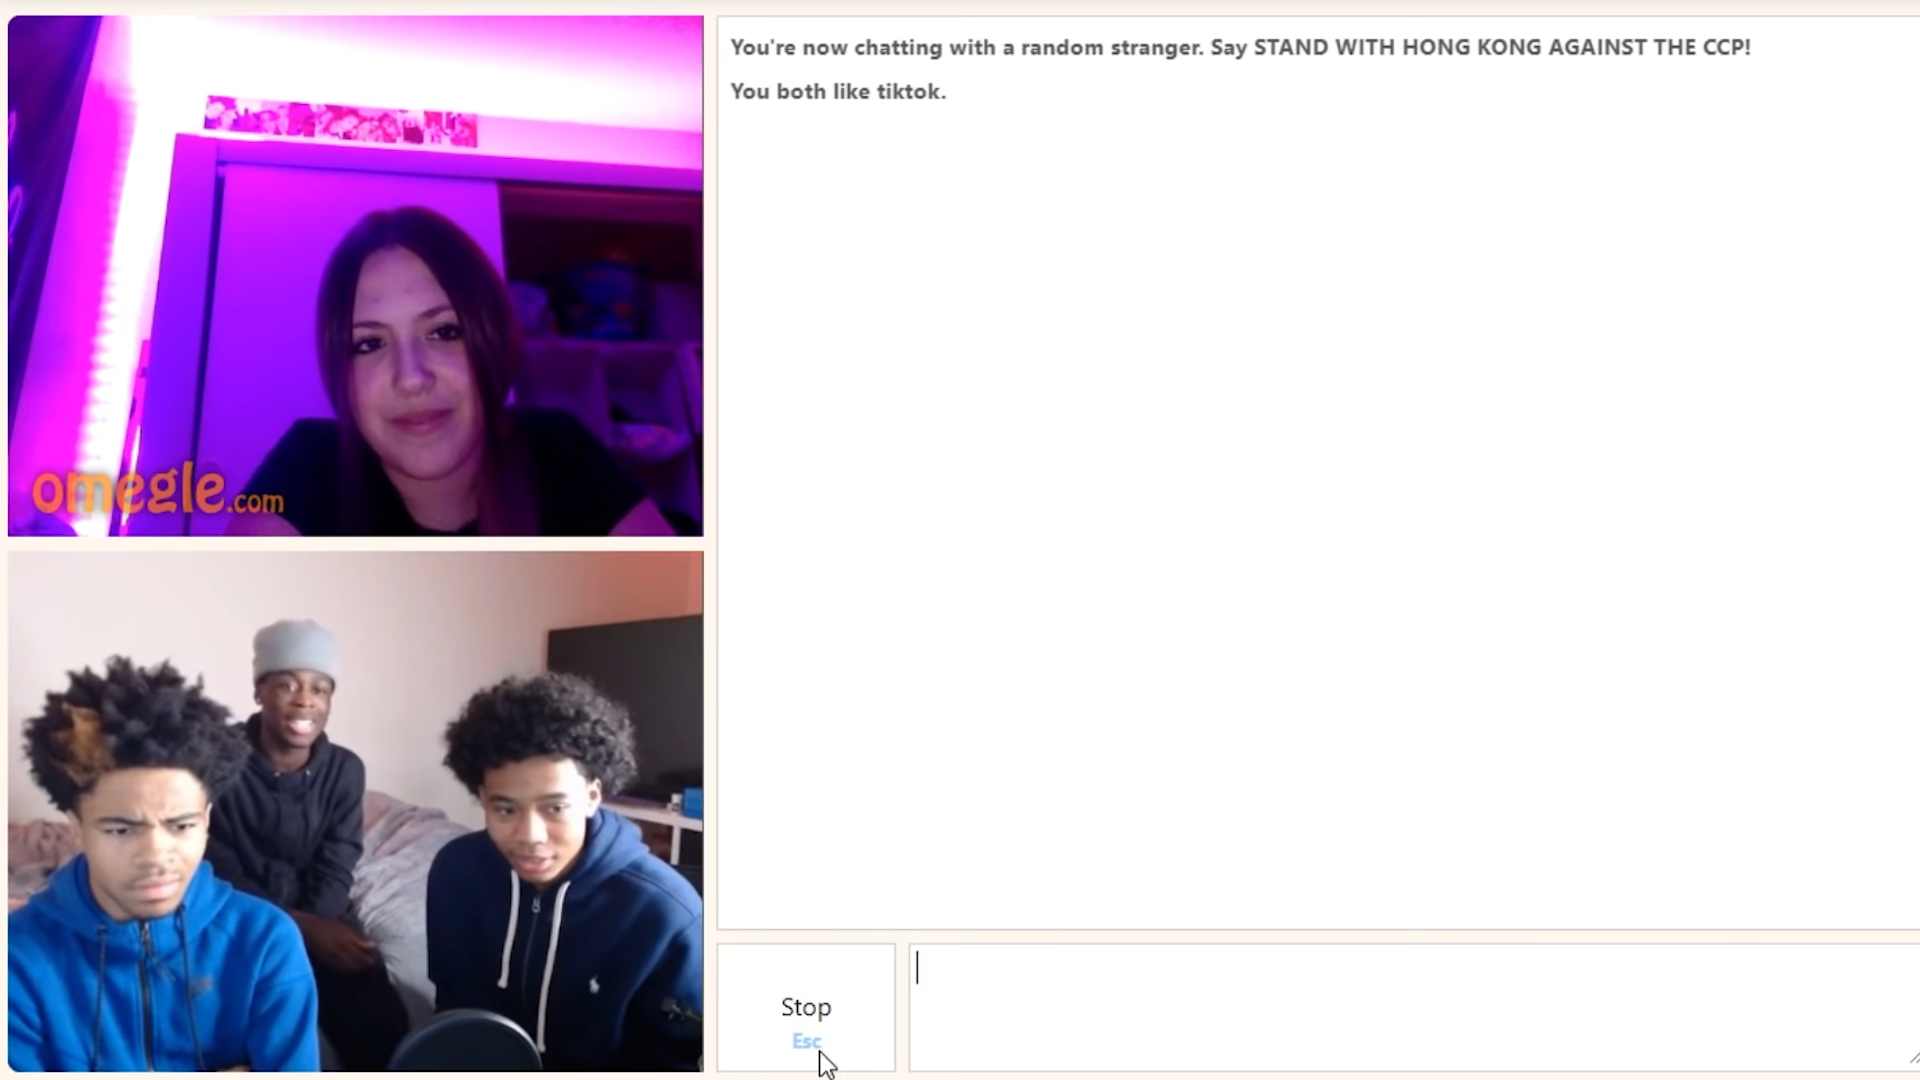 You're now chatting with a random stranger. Say STAND WITH HONG KONG AGAINST THE CCP!
You both like tiktok.
omegle.com
Stop
Esc